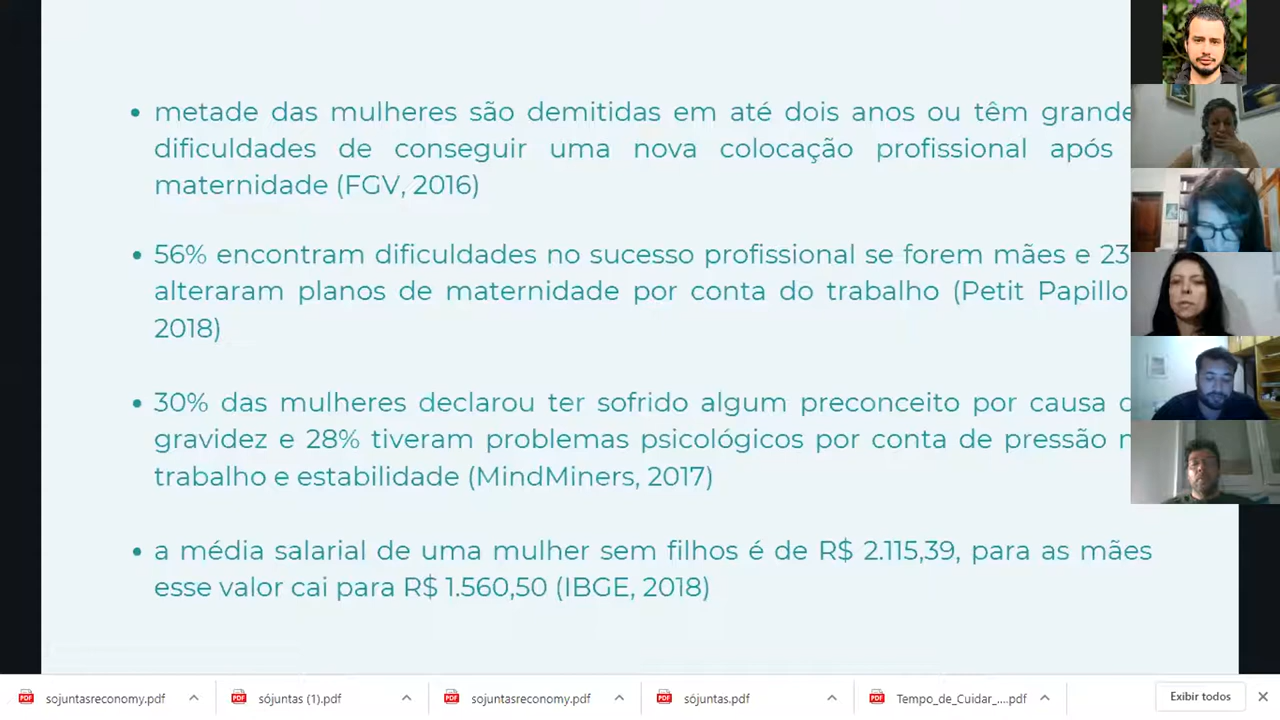 • metade das mulheres são demitidas em até dois anos ou têm grande
dificuldades de conseguir uma nova colocação profissional após
maternidade (FGV, 2016)
• 56% encontram dificuldades no sucesso profissional se forem mães e 23
alteraram planos de maternidade por conta do trabalho (Petit Papillo
2018)
• 30% das mulheres declarou ter sofrido algum preconceito por causa
gravidez e 28% tiveram problemas psicológicos por conta de pressão
trabalho e estabilidade (MindMiners, 2017)
• a média salarial de uma mulher sem filhos é de R$ 2.115,39, para as mães
esse valor cai para R$ 1.560,50 (IBGE, 2018)
sojuntasreconomy.pdf sójuntas (1).pdf sojuntasreconomy.pdf sójuntas.pdf Tempo_de_Cuidar_....pdf Exibir todos